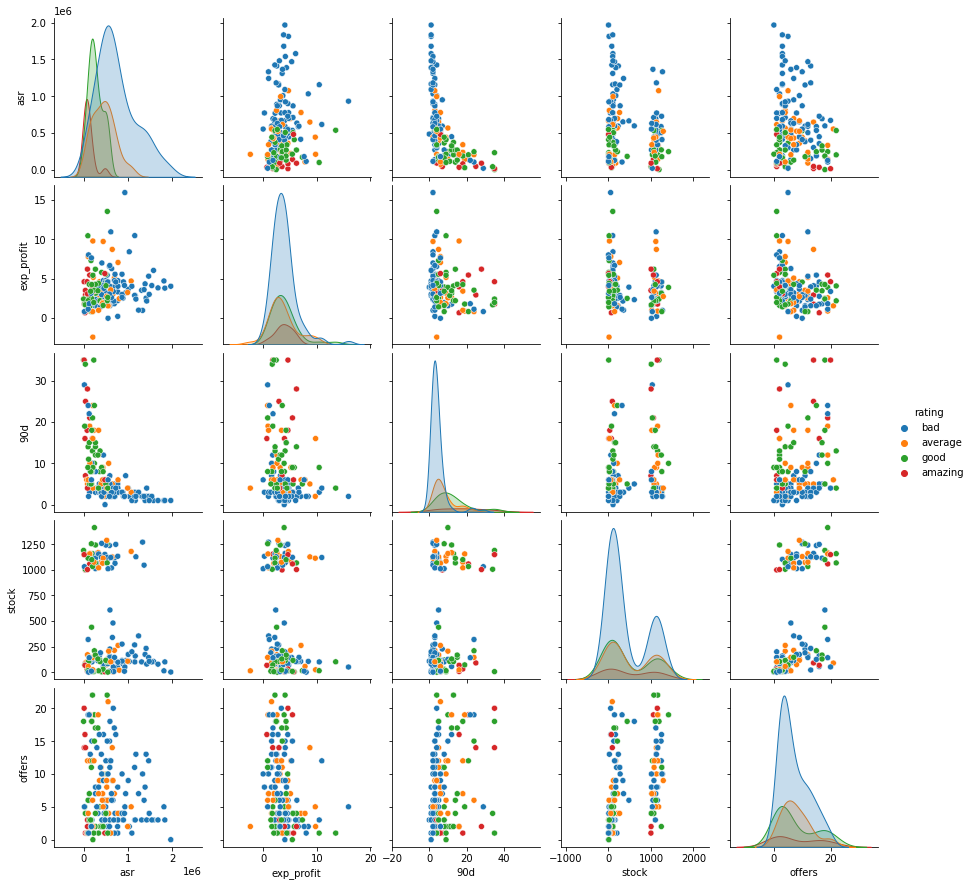 1e6
2.0
1.5
1.0
0.5
0.0
asr
15
10
5
0
exp_profit
30
20
10
0
90d
1250
1000
750
500
250
0
stock
20
15
10
5
0
offers
0 1 2
1e6
asr
0 10 20
exp_profit
−20 0 20 40
90d
−1000 0 1000 2000
stock
0 20
offers
rating
bad
average
good
amazing